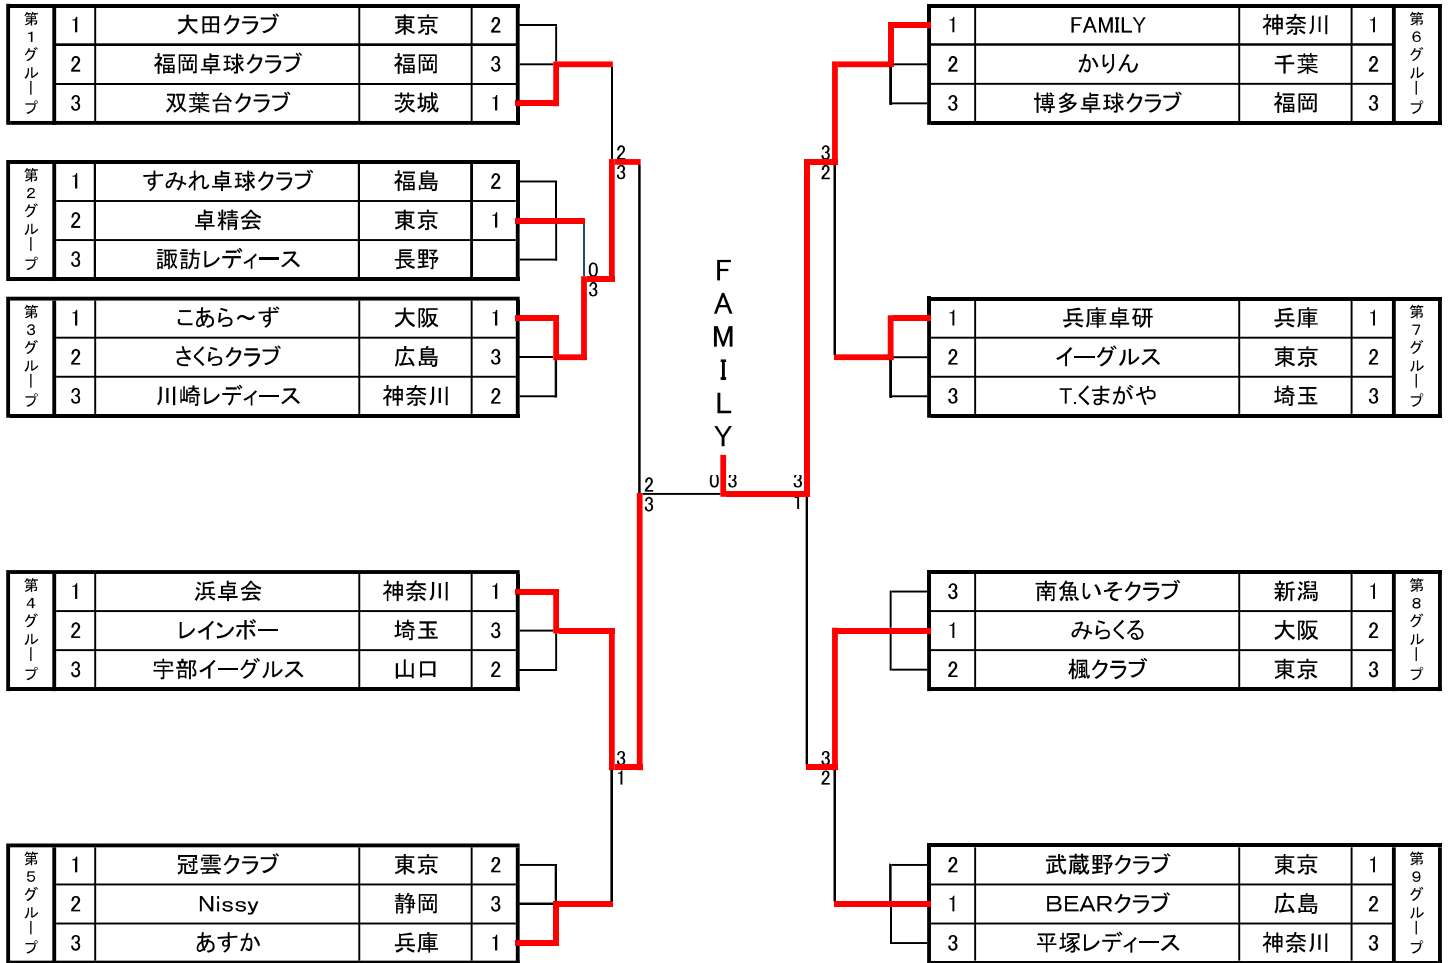 第1グループ
1 大田クラブ 東京 2
2 福岡卓球クラブ 福岡 3
3 双葉台クラブ 茨城 1
第2グループ
1 すみれ卓球クラブ 福島 2
2 卓精会 東京 1
3 諏訪レディース 長野
第3グループ
1 こあら～ず 大阪 1
2 さくらクラブ 広島 3
3 川崎レディース 神奈川 2
第4グループ
1 浜卓会 神奈川 1
2 レインボー 埼玉 3
3 宇部イーグルス 山口 2
第5グループ
1 冠雲クラブ 東京 2
2 Nissy 静岡 3
3 あすか 兵庫 1
2
3
0
3
2
3
3
1
FAMILY
0 3
3
1
3
2
3
2
1 FAMILY 神奈川 1
2 かりん 千葉 2
3 博多卓球クラブ 福岡 3
第6グループ
1 兵庫卓研 兵庫 1
2 イーグルス 東京 2
3 T.くまがや 埼玉 3
第7グループ
3 南魚いそクラブ 新潟 1
1 みらくる 大阪 2
2 楓クラブ 東京 3
第8グループ
2 武蔵野クラブ 東京 1
1 BEARクラブ 広島 2
3 平塚レディース 神奈川 3
第9グループ